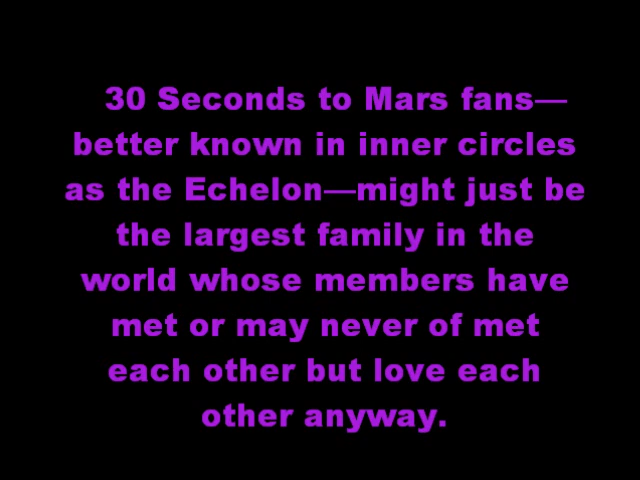 30 Seconds to Mars fans—
better known in inner circles
as the Echelon—might just be
the largest family in the
world whose members have
met or may never of met
each other but love each
other anyway.